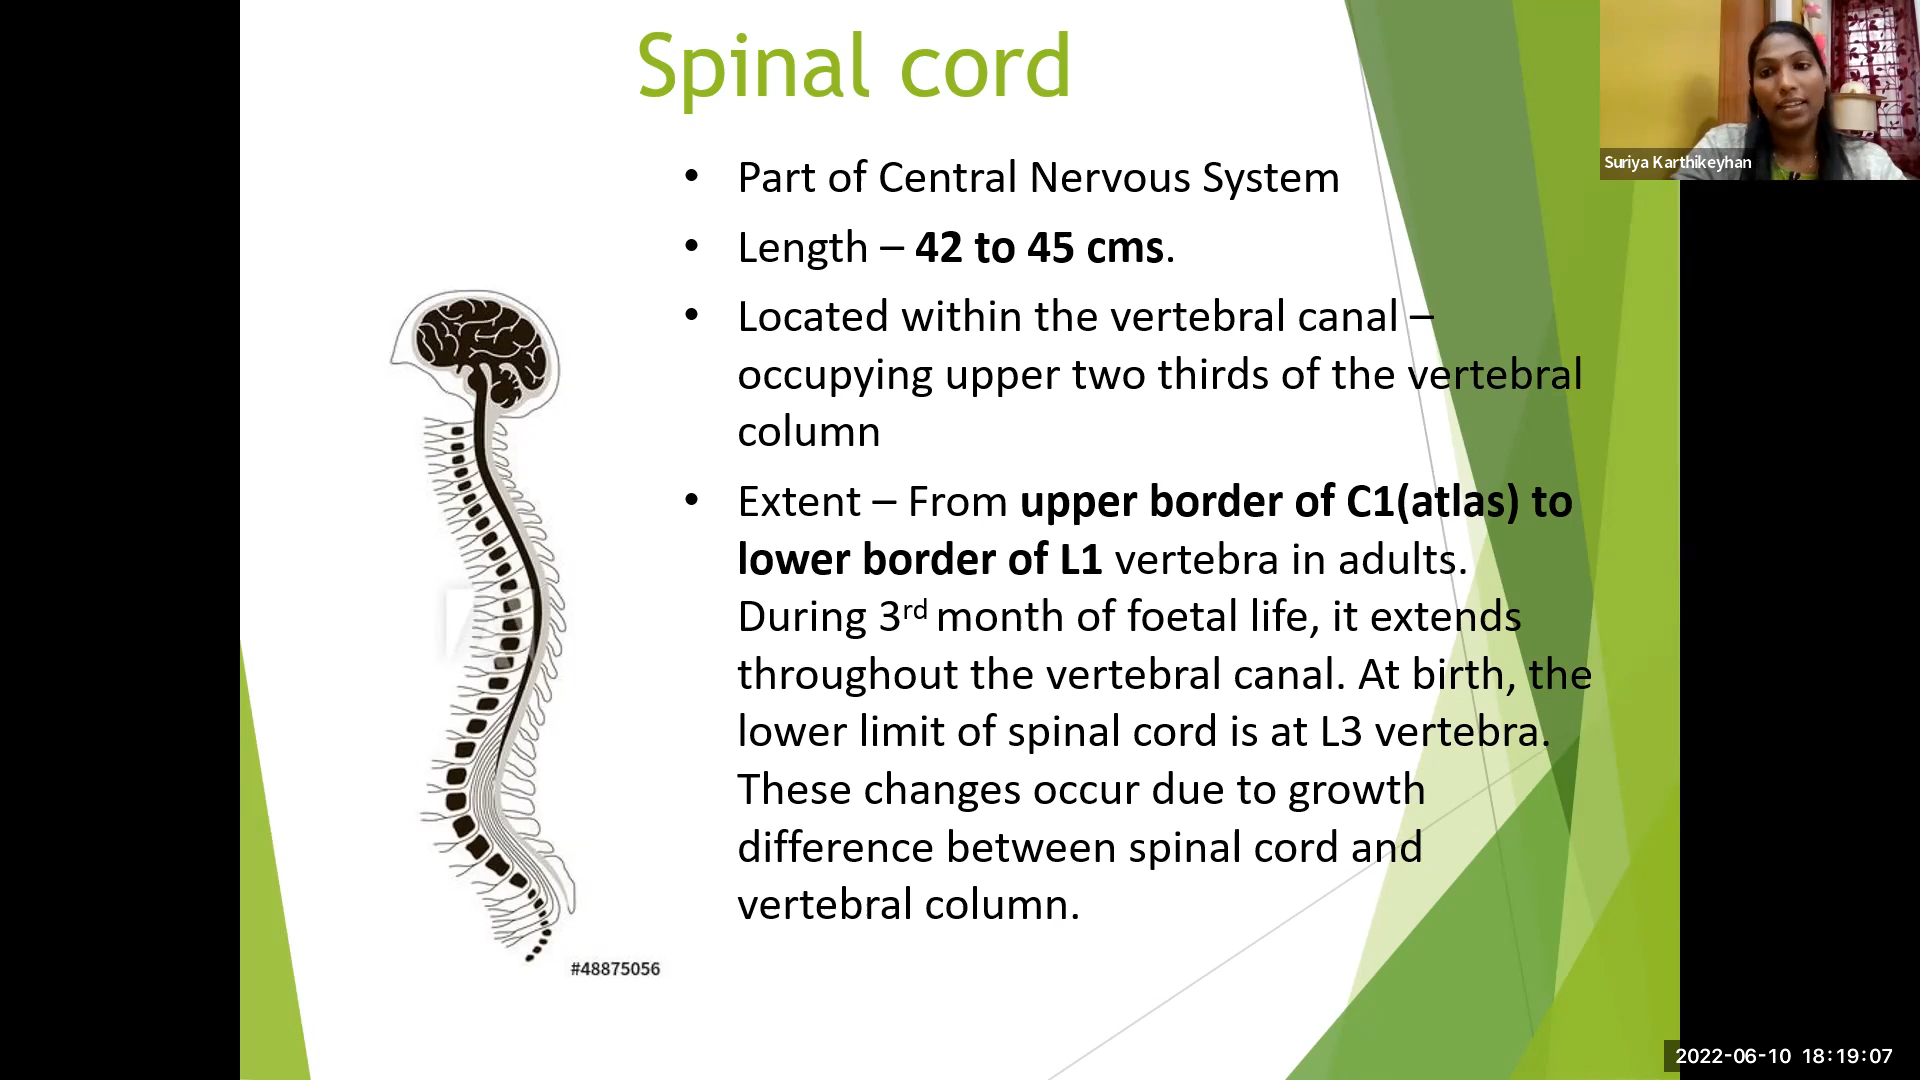 Spinal cord
• Part of Central Nervous System
• Length – 42 to 45 cms.
• Located within the vertebral canal –
occupying upper two thirds of the vertebral
column
• Extent – From upper border of C1(atlas) to
lower border of L1 vertebra in adults.
During 3rd month of foetal life, it extends
throughout the vertebral canal. At birth, the
lower limit of spinal cord is at L3 vertebra.
These changes occur due to growth
difference between spinal cord and
vertebral column.
#48875056
Suriya Karthikeyhan
2022-06-10 18:19:07